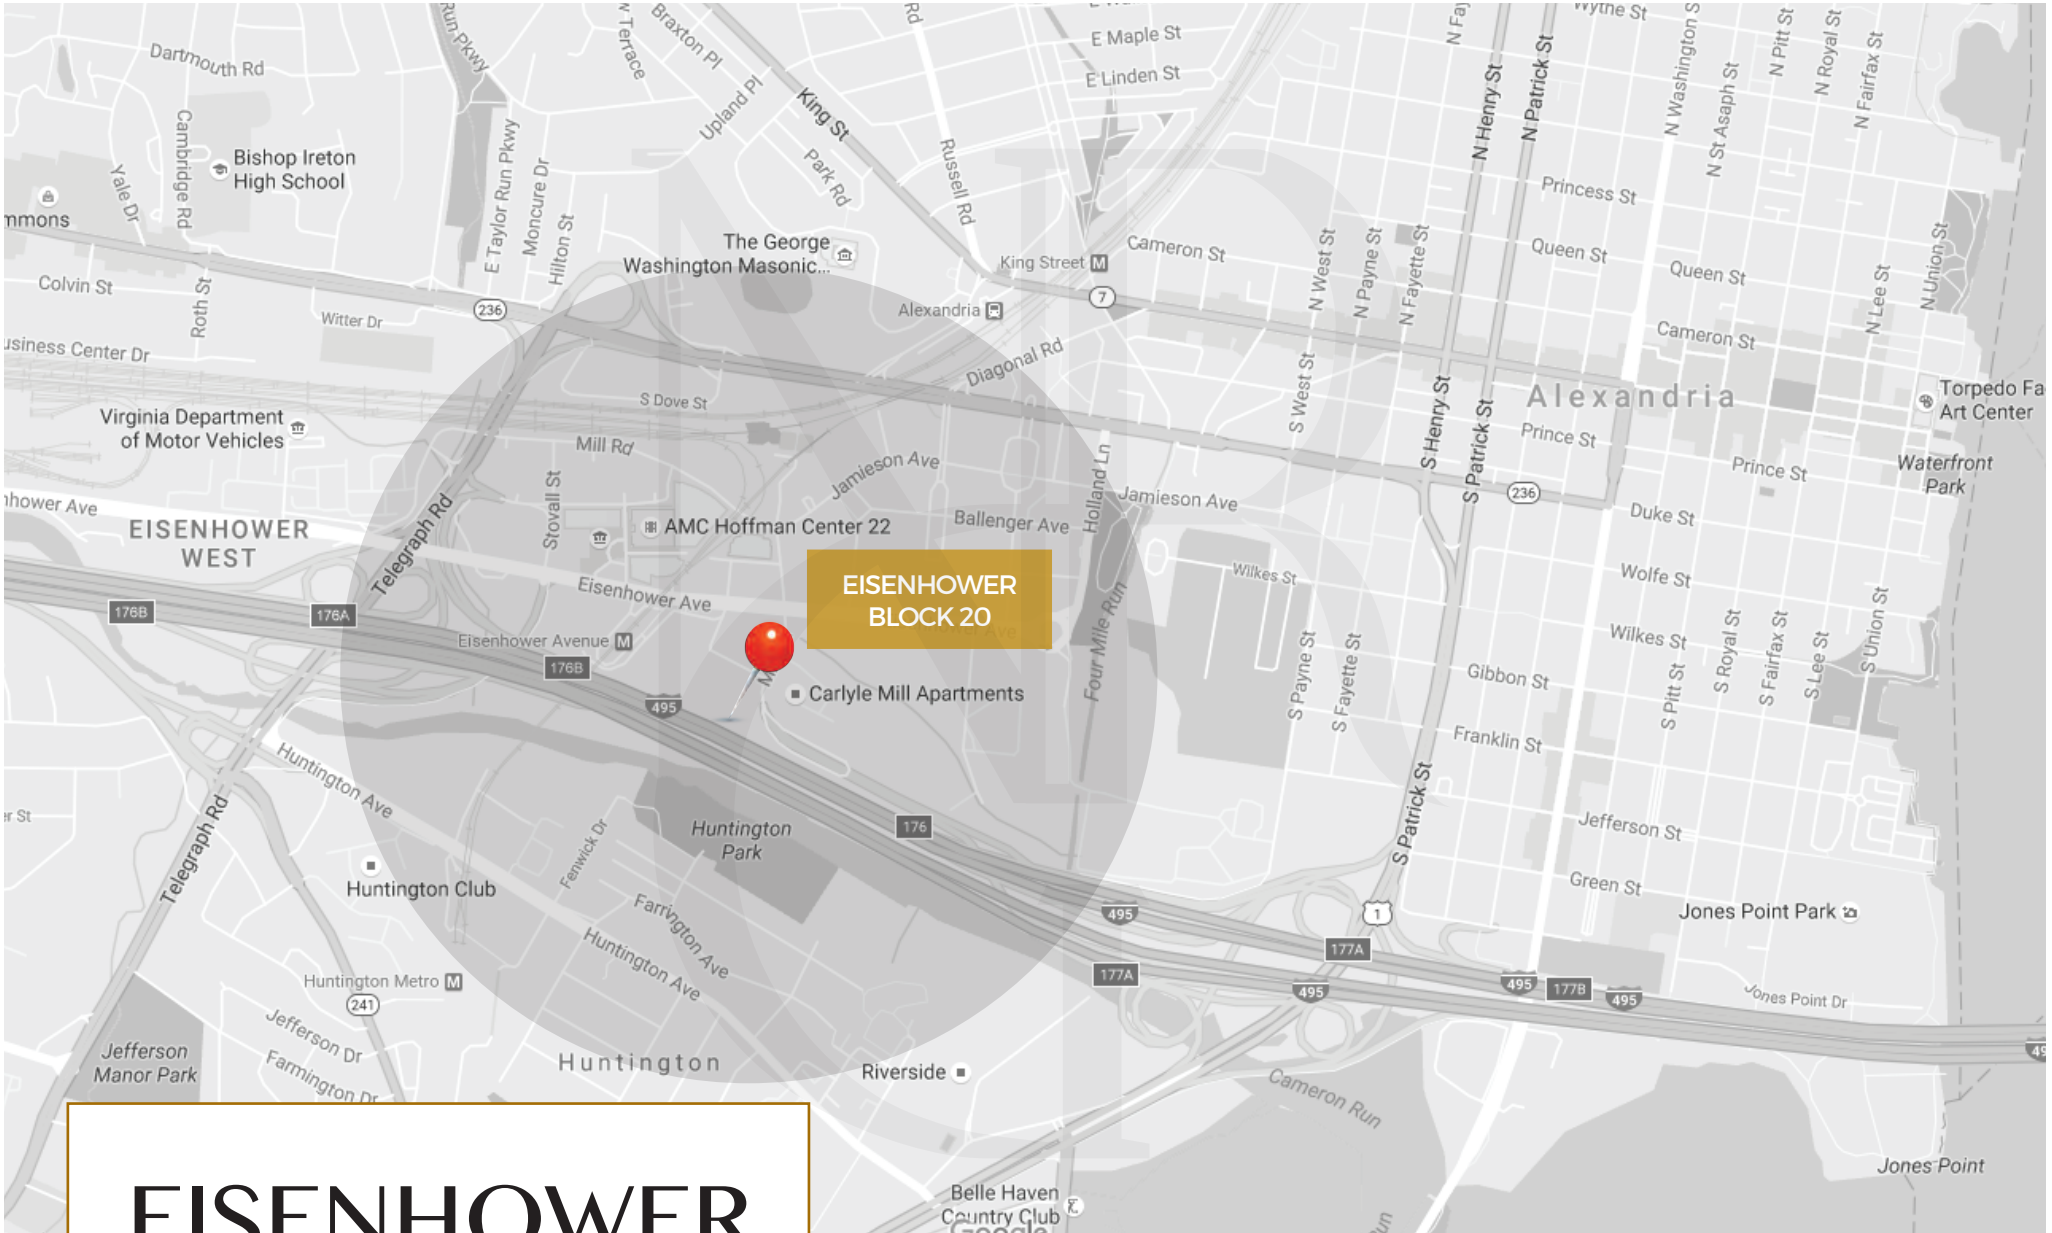 E Maple St
E Linden St
Wythe St
Dartmouth Rd
Run Pkwy
Terrace
Braxton Pl
Upland Pl
King St
Park Rd
Russell Rd
Rd
N Henry St
N Patrick St
N Washington S
N St Asaph St
N Pitt St
N Royal St
N Fairfax St
N Fay
Cambridge Rd
Yale Dr
Bishop Ireton
High School
E Taylor Run Pkwy
Moncure Dr
Hilton St
mmons
Princess St
Queen St
Queen St
Cameron St
Cameron St
N West St
N Payne St
N Fayette St
N Lee St
N Union St
The George
Washington Masonic...
King Street M
7
Alexandria
Colvin St
Roth St
Witter Dr
236
usiness Center Dr
Diagonal Rd
S Dove St
Mill Rd
Virginia Department
of Motor Vehicles
Alexandria
Torpedo Fa
Art Center
S West St
S Henry St
S Patrick St
Prince St
Prince St
Waterfront
Park
nhower Ave
EISENHOWER
WEST
Telegraph Rd
Stovall St
AMC Hoffman Center 22
Jamieson Ave
Ballenger Ave
Holland Ln
Jamieson Ave
236
Duke St
Wolfe St
Wilkes St
Wilkes St
Eisenhower Ave
EISENHOWER
BLOCK 20
176B
176A
Eisenhower Avenue M
176B
495
Carlyle Mill Apartments
Four Mile Run
S Payne St
S Fayette St
Gibbon St
Franklin St
S Pitt St
S Royal St
S Fairfax St
S Lee St
S Union St
Huntington Ave
Telegraph Rd
er St
Huntington
Park
176
S Patrick St
Jefferson St
Green St
Fenwick Dr
Farrington Ave
Huntington Ave
Huntington Club
Huntington Metro M
241
495
1
177A
177A
495
495
177B
495
Jones Point Park
Jones Point Dr
49
Jefferson
Manor Park
Jefferson Dr
Farmington Dr
Huntington
Riverside
Cameron Run
Jones Point
Belle Haven
Country Club
Google
un
EISENHOWER